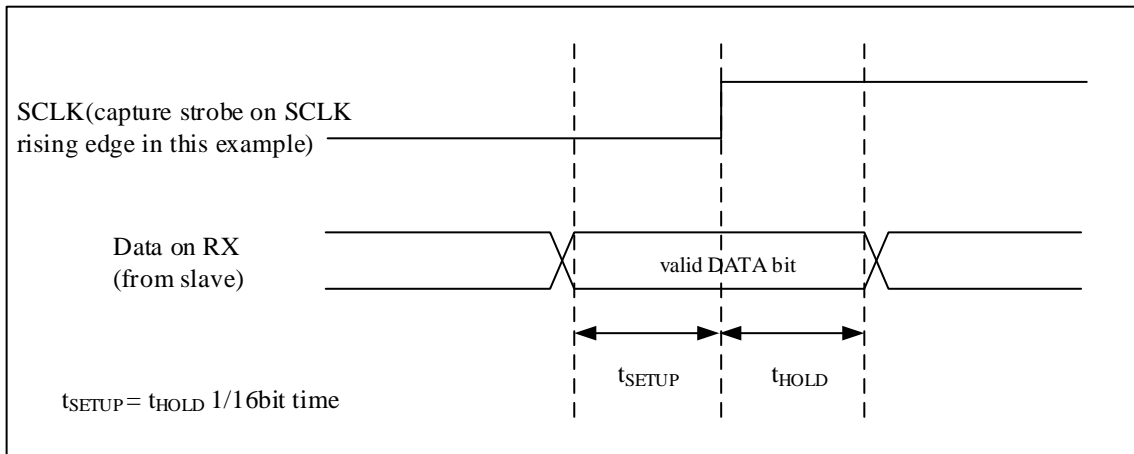 SCLK(capture strobe on SCLK
rising edge in this example)
Data on RX
(from slave)
valid DATA bit
tSETUP
tHOLD
tSETUP = tHOLD 1/16bit time